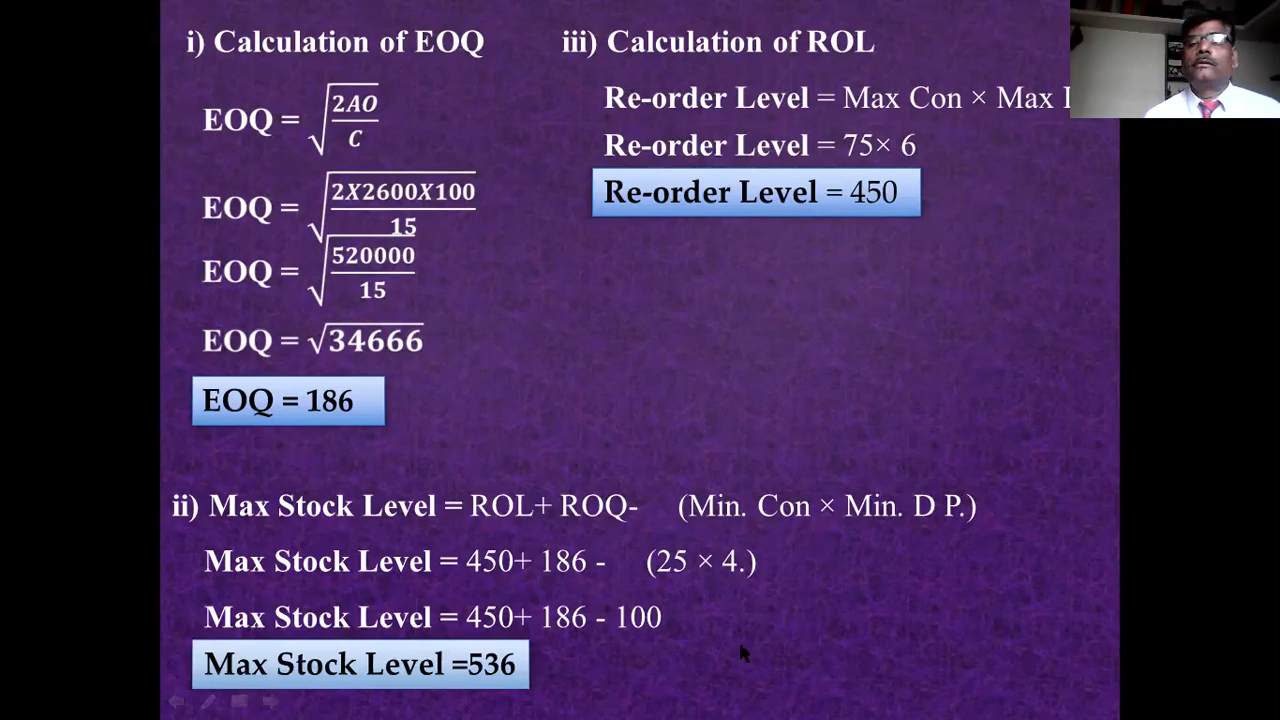 i) Calculation of EOQ
EOQ = √(2AO/C)
EOQ = √(2X2600X100/15)
EOQ = √(520000/15)
EOQ = √34666
EOQ = 186
iii) Calculation of ROL
Re-order Level = Max Con × Max
Re-order Level = 75× 6
Re-order Level = 450
ii) Max Stock Level = ROL+ ROQ- (Min. Con × Min. D P.)
Max Stock Level = 450+ 186 - (25 × 4.)
Max Stock Level = 450+ 186 - 100
Max Stock Level =536